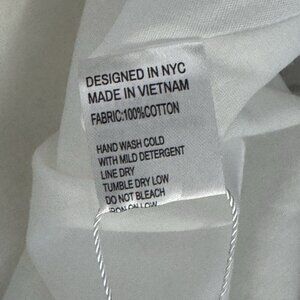 DESIGNED IN NYC
MADE IN VIETNAM
FABRIC:100%COTTON
HAND WASH COLD
WITH MILD DETERGENT
LINE DRY
TUMBLE DRY LOW
DO NOT BLEACH
IRON ON LOW